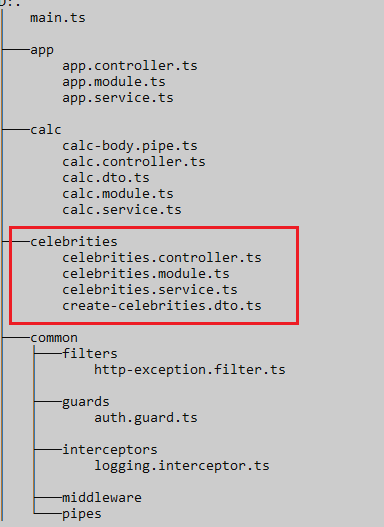 D:.
main.ts
app
app.controller.ts
app.module.ts
app.service.ts
calc
calc-body.pipe.ts
calc.controller.ts
calc.dto.ts
calc.module.ts
calc.service.ts
celebrities
celebrities.controller.ts
celebrities.module.ts
celebrities.service.ts
create-celebrities.dto.ts
common
filters
http-exception.filter.ts
guards
auth.guard.ts
interceptors
logging.interceptor.ts
middleware
pipes